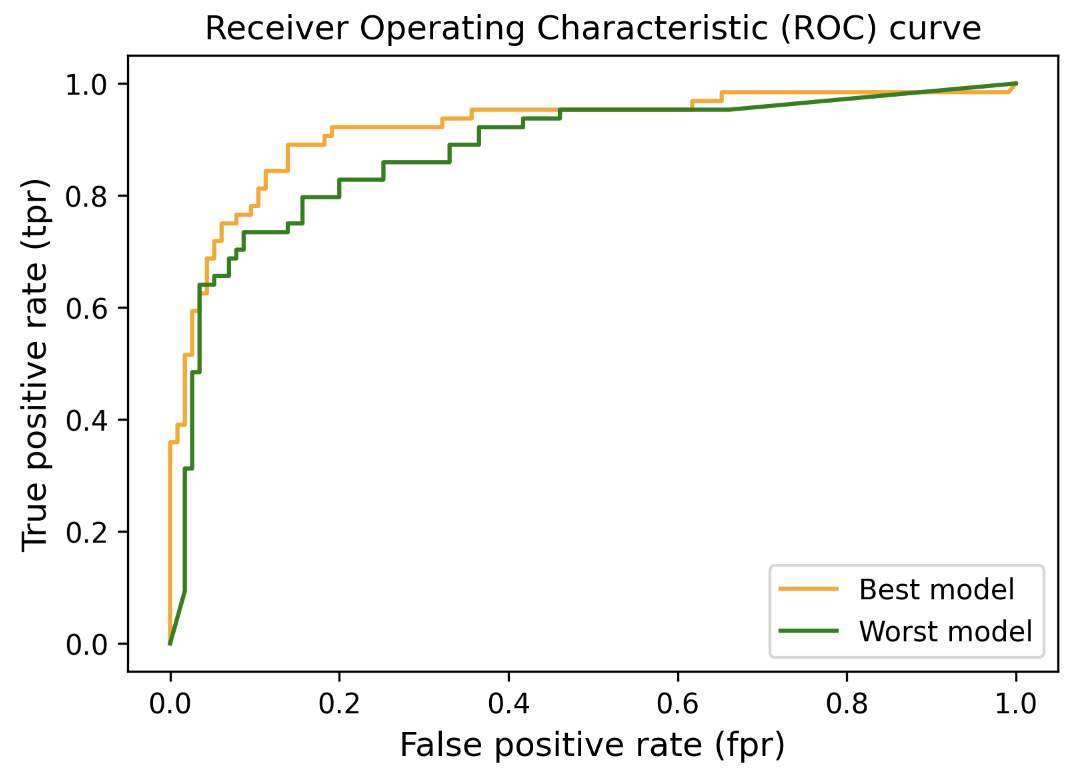 Receiver Operating Characteristic (ROC) curve
True positive rate (tpr)
1.0
0.8
0.6
0.4
0.2
0.0
Best model
Worst model
0.0 0.2 0.4 0.6 0.8 1.0
False positive rate (fpr)